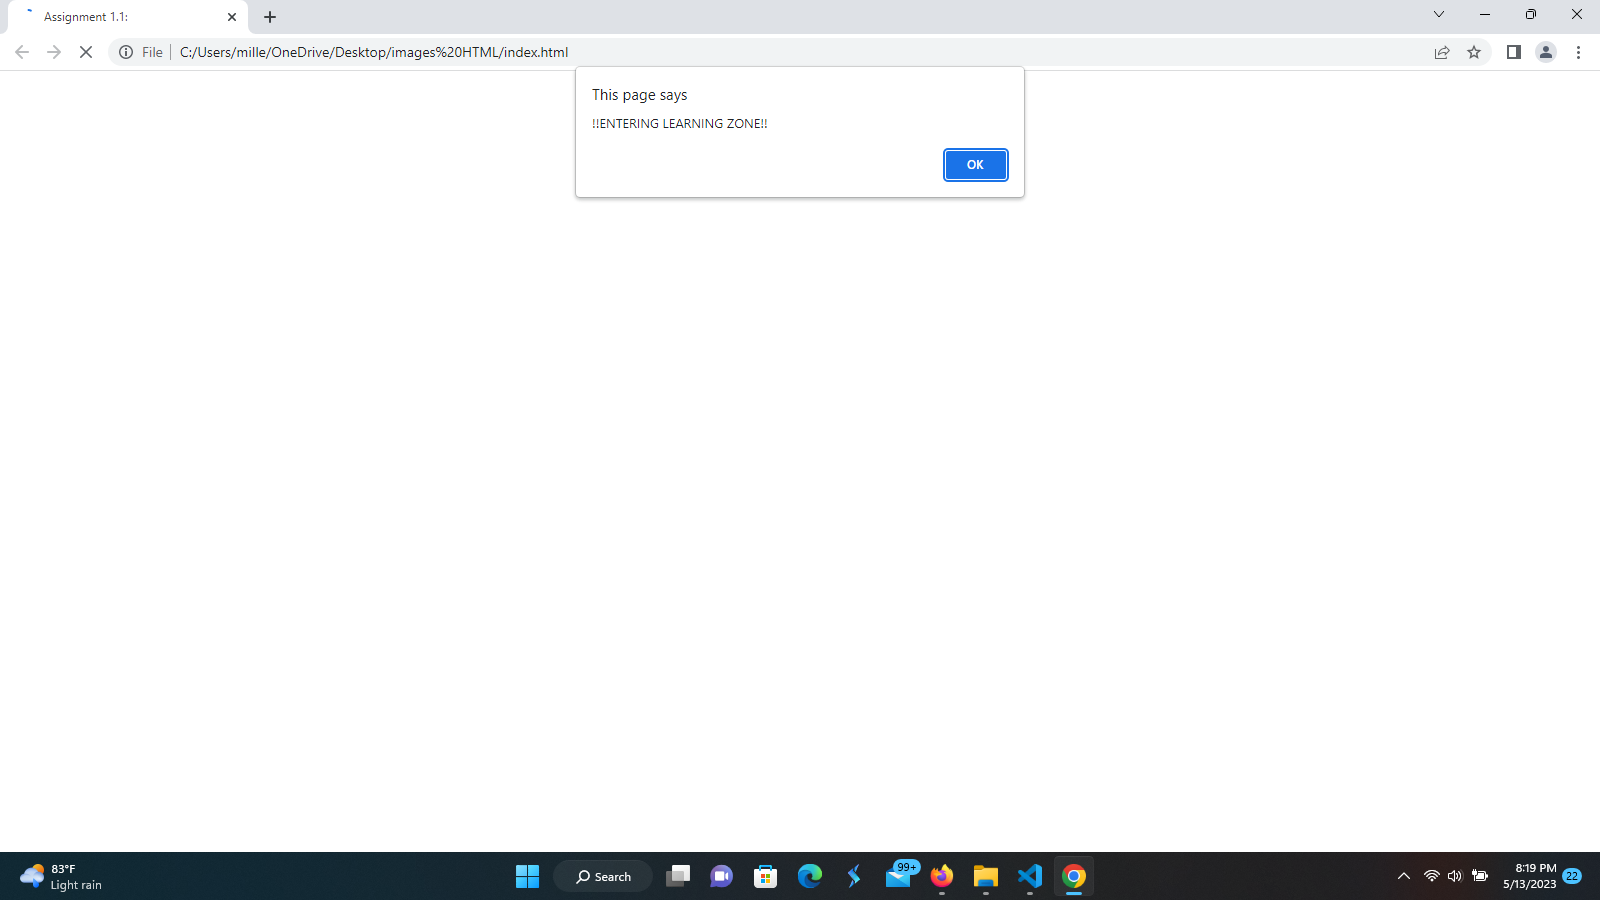 Assignment 1.1:
File
C:/Users/mille/OneDrive/Desktop/images%20HTML/index.html
This page says
!!ENTERING LEARNING ZONE!!
OK
83°F
Light rain
Search
99+
8:19 PM
5/13/2023
22